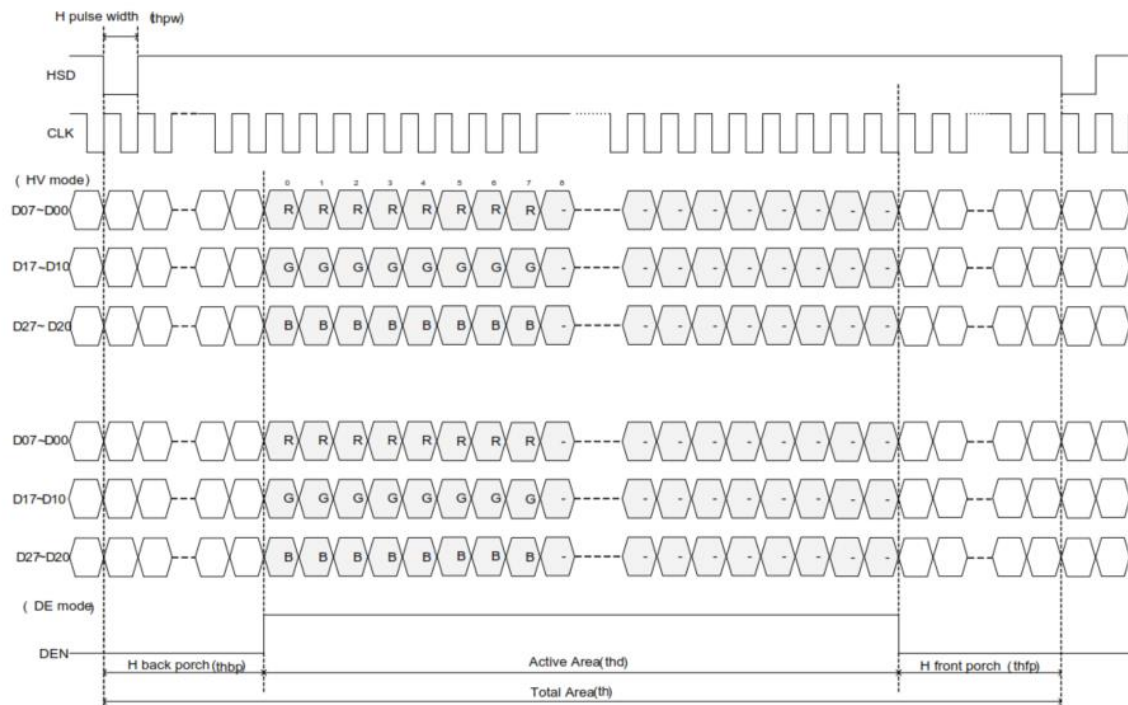 H pulse width (thpw)
HSD
CLK
( HV mode)
0 1 2 3 4 5 6 7 8
D07~D00 R R R R R R R R - - - - - - - - -
D17~D10 G G G G G G G G - - - - - - - - -
D27~D20 B B B B B B B B - - - - - - - - -
D07~D00 R R R R R R R R - - - - - - - - -
D17~D10 G G G G G G G G - - - - - - - - -
D27~D20 B B B B B B B B - - - - - - - - -
( DE mode)
DEN
H back porch(thbp) Active Area(thd) H front porch (thfp)
Total Area(th)